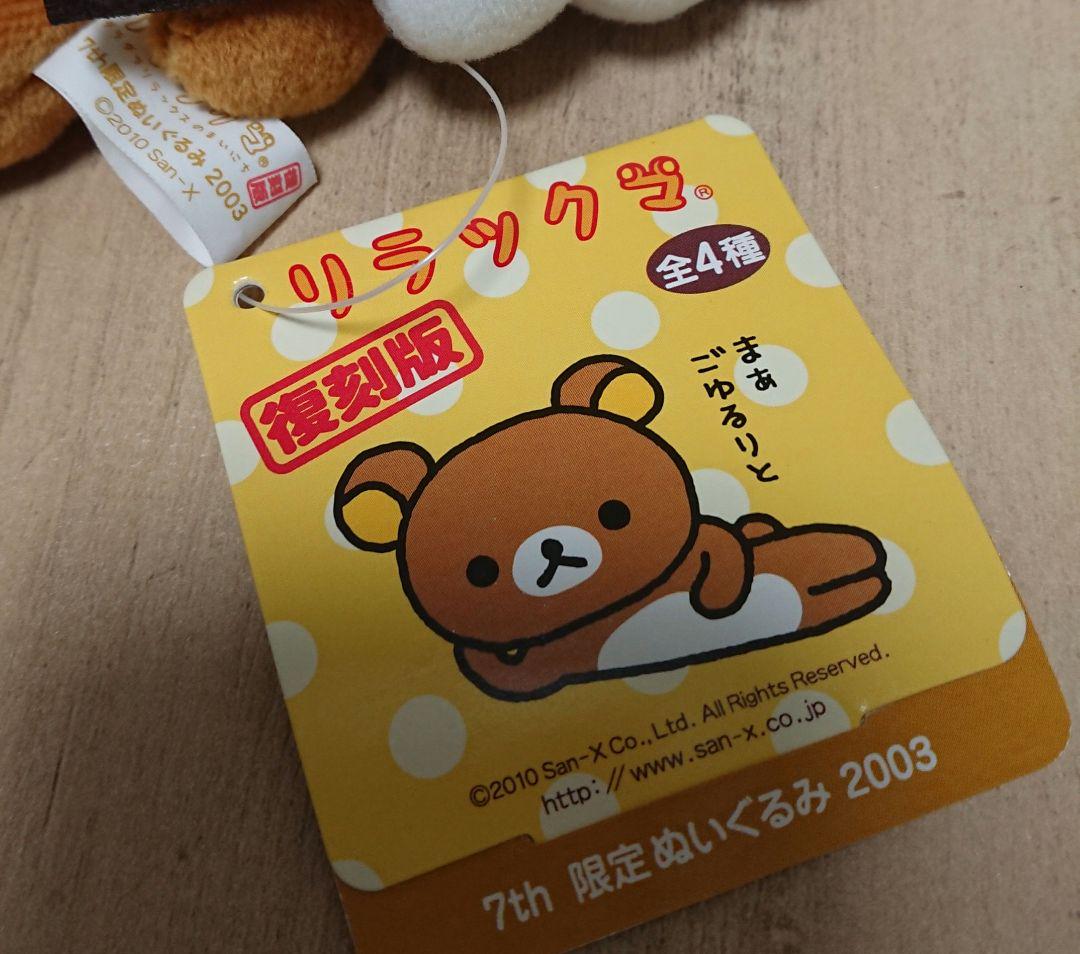 7th限定ぬいぐるみ 2003
©2010 San-X
復刻版
リラックマ®
全4種
復刻版
まぁ
ごゆるりと
©2010 San-X Co., Ltd. All Rights Reserved.
http://www.san-x.co.jp
7th 限定ぬいぐるみ 2003